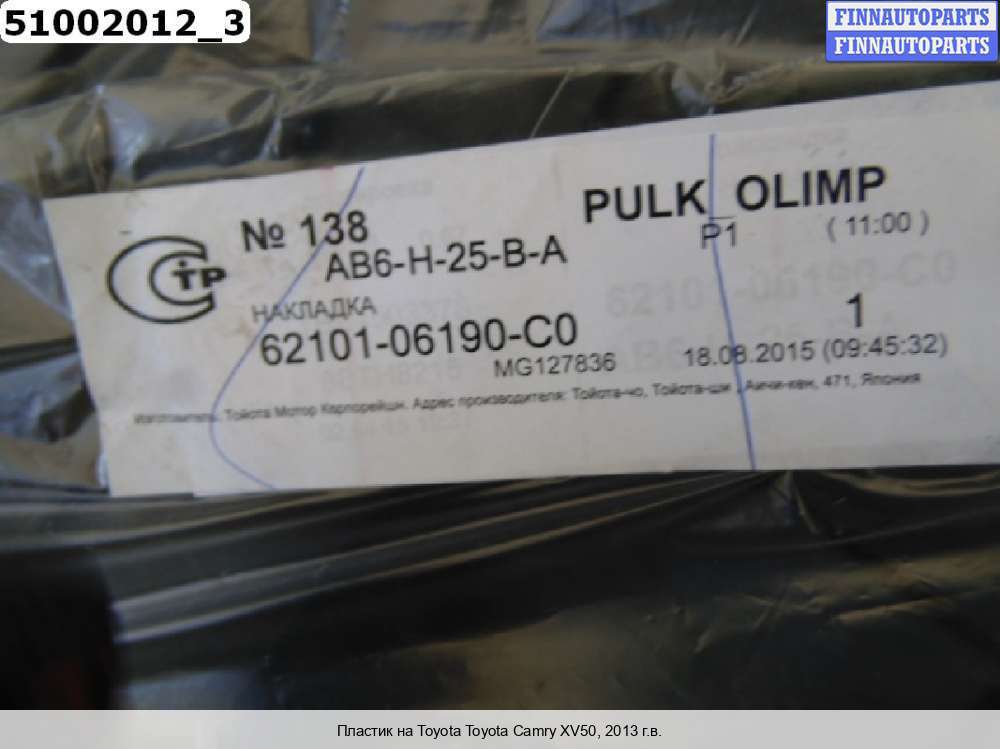 51002012_3
FINNAUTOPARTS
FINNAUTOPARTS
№ 138
PULK_OLIMP
AB6-H-25-B-A
P1
( 11:00 )
СТР
НАКЛАДКА
62101-06190-C0
1
MG127836
18.08.2015 (09:45:32)
Изготовитель: Тойота Мотор Корпорейшн. Адрес производителя: Тойота-чо, Тойота-ши , Аичи-кен, 471, Япония
Пластик на Toyota Toyota Camry XV50, 2013 г.в.